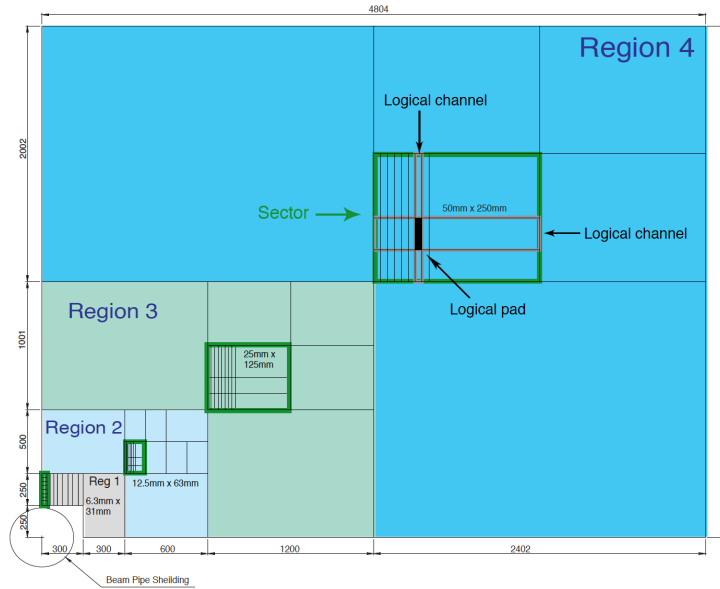 4804
Region 4
Logical channel
2002
Sector
50mm x 250mm
Logical channel
Logical pad
Region 3
1001
25mm x
125mm
Region 2
500
Reg 1
12.5mm x 63mm
250
6.3mm x
31mm
250
300
300
600
1200
2402
Beam Pipe Sheilding